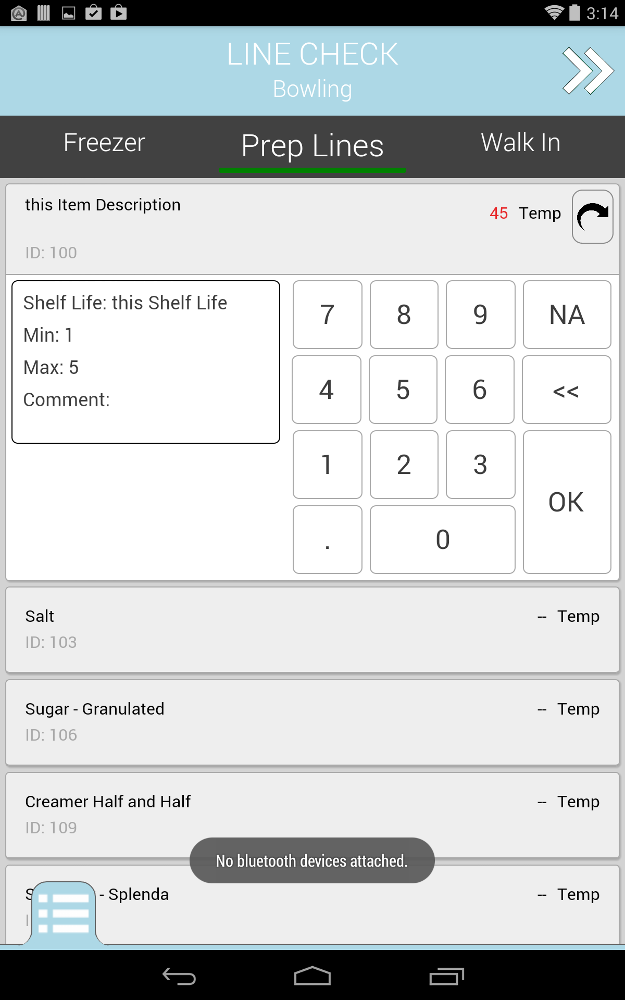 3:14
LINE CHECK
Bowling
Freezer
Prep Lines
Walk In
this Item Description
45 Temp
ID: 100
Shelf Life: this Shelf Life
Min: 1
Max: 5
Comment:
7 8 9 NA
4 5 6 <<
1 2 3
OK
. 0
Salt
-- Temp
ID: 103
Sugar - Granulated
-- Temp
ID: 106
Creamer Half and Half
-- Temp
ID: 109
No bluetooth devices attached.
- Splenda
-- Temp